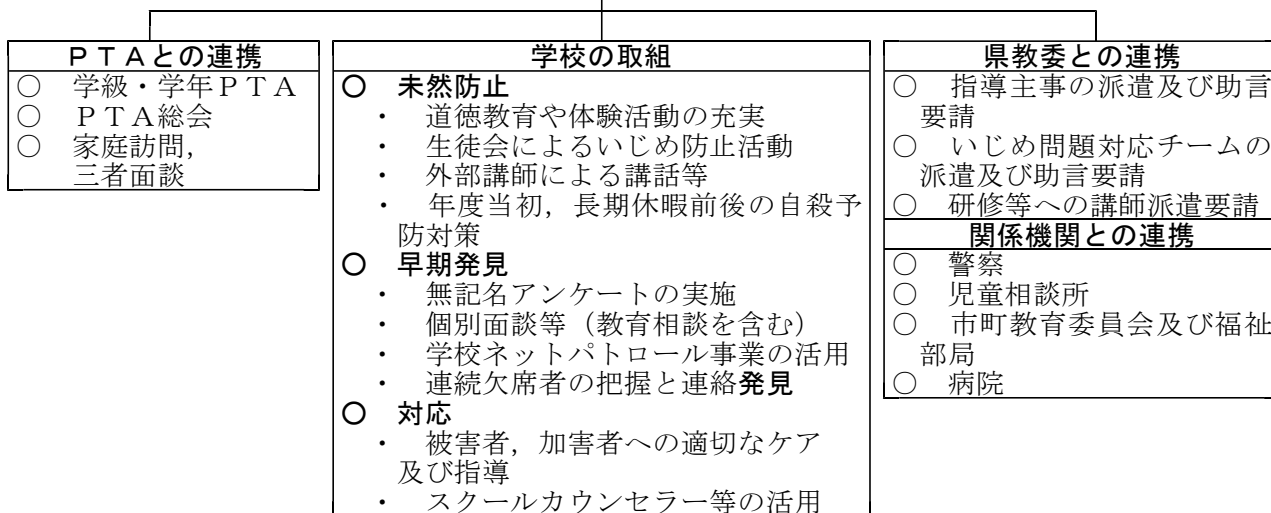 ＰＴＡとの連携
○　学級・学年ＰＴＡ
○　ＰＴＡ総会
○　家庭訪問，
三者面談
学校の取組
○　未然防止
・　道徳教育や体験活動の充実
・　生徒会によるいじめ防止活動
・　外部講師による講話等
・　年度当初，長期休暇前後の自殺予
防対策
○　早期発見
・　無記名アンケートの実施
・　個別面談等（教育相談を含む）
・　学校ネットパトロール事業の活用
・　連続欠席者の把握と連絡発見
○　対応
・　被害者，加害者への適切なケア
及び指導
・　スクールカウンセラー等の活用
県教委との連携
○　指導主事の派遣及び助言
要請
○　いじめ問題対応チームの
派遣及び助言要請
○　研修等への講師派遣要請
関係機関との連携
○　警察
○　児童相談所
○　市町教育委員会及び福祉
部局
○　病院